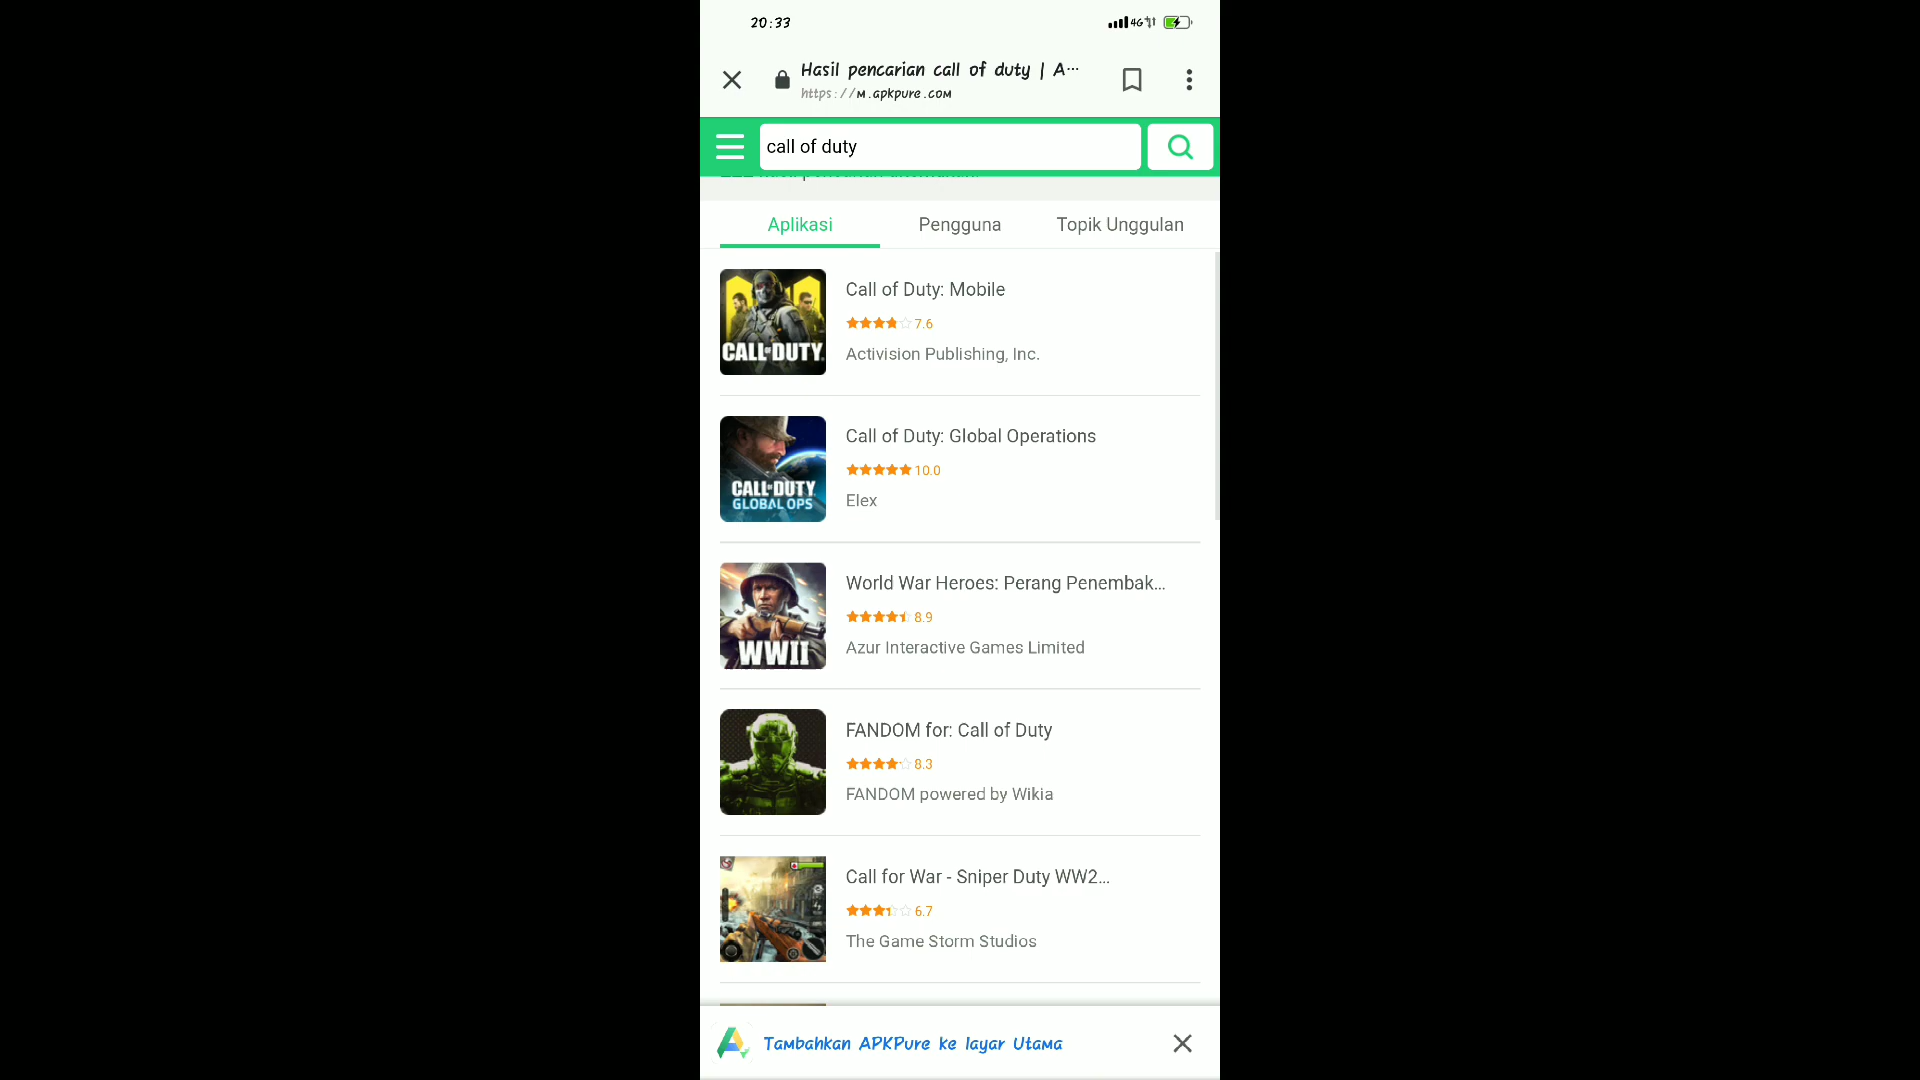 20:33
4G
Hasil pencarian call of duty | A...
https://m.apkpure.com
call of duty
Aplikasi
Pengguna
Topik Unggulan
Call of Duty: Mobile
7.6
Activision Publishing, Inc.
CALL OF DUTY
Call of Duty: Global Operations
10.0
Elex
CALL OF DUTY
GLOBAL OPS
World War Heroes: Perang Penembak...
8.9
Azur Interactive Games Limited
WWII
FANDOM for: Call of Duty
8.3
FANDOM powered by Wikia
Call for War - Sniper Duty WW2...
6.7
The Game Storm Studios
Tambahkan APKPure ke layar Utama